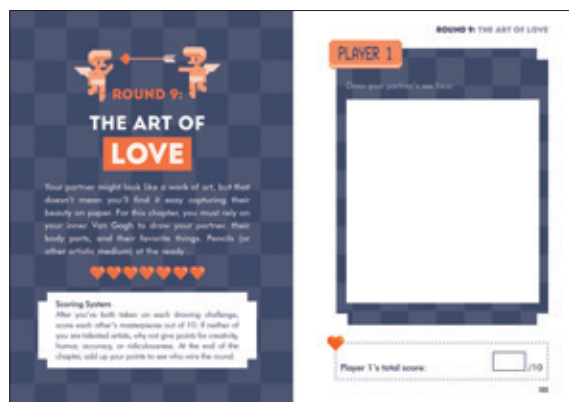 ROUND 9:
THE ART OF
LOVE
Your partner might look like a work of art, but that
doesn't mean you'll find it easy capturing their
beauty on paper. For this chapter, you must rely on
your inner Van Gogh to draw your partner, their
body parts, and their favorite things. Pencils (or
other artistic medium) at the ready...
Scoring System
After you've both taken on each drawing challenge,
score each other's masterpieces out of 10. If neither of
you are talented artists, why not give points for creativity,
humor, accuracy, or ridiculousness. At the end of the
chapter, add up your points to see who wins the round.
ROUND 9: THE ART OF LOVE
PLAYER 1
Draw your partner's sex face:
Player 1's total score:
/10